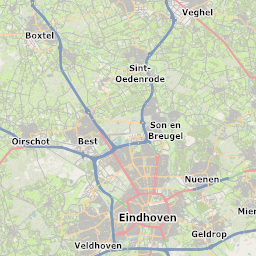 Veghel
Boxtel
Sint-
Oedenrode
Son en
Breugel
Oirschot
Best
Nuenen
Eindhoven
Mier
Geldrop
Veldhoven